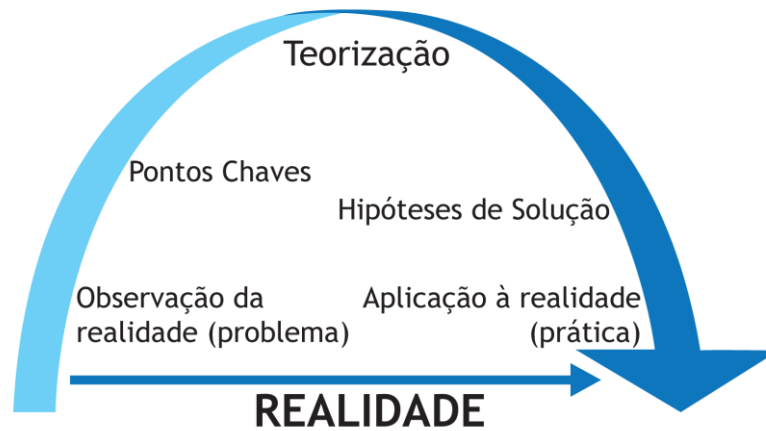 Teorização
Pontos Chaves
Hipóteses de Solução
Observação da
realidade (problema)
Aplicação à realidade
(prática)
REALIDADE